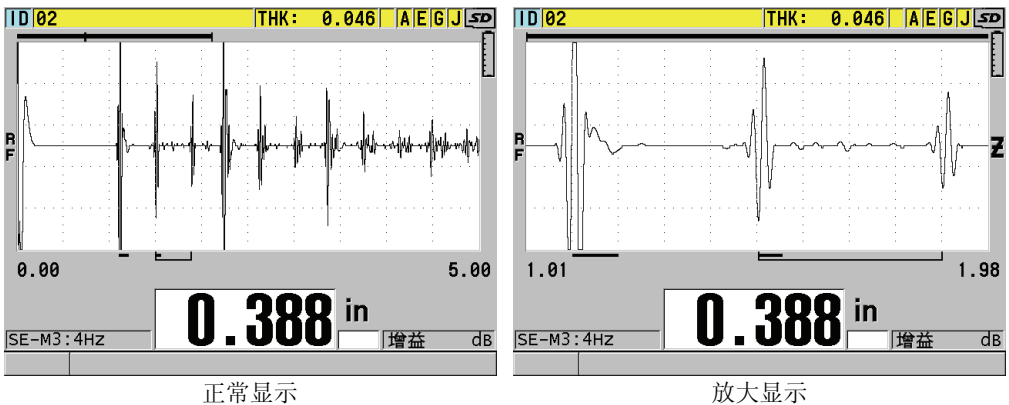 ID 02 THK: 0.046 A E G J SD
RF
0.00 5.00
0.388 in
SE-M3:4Hz 增益 dB
正常显示
ID 02 THK: 0.046 A E G J SD
RF Z
1.01 1.98
0.388 in
SE-M3:4Hz 增益 dB
放大显示